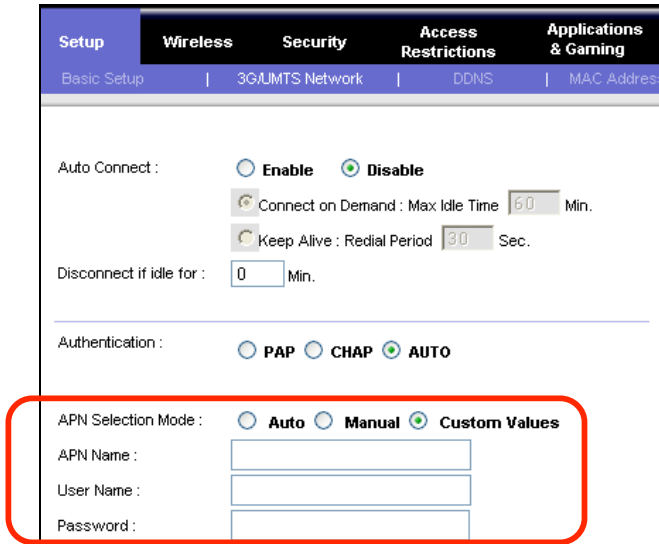 Setup Wireless Security Access Restrictions Applications & Gaming
Basic Setup | 3G/UMTS Network | DDNS | MAC Addres
Auto Connect : Enable Disable
Connect on Demand : Max Idle Time 60 Min.
Keep Alive : Redial Period 30 Sec.
Disconnect if idle for : 0 Min.
Authentication : PAP CHAP AUTO
APN Selection Mode : Auto Manual Custom Values
APN Name :
User Name :
Password :